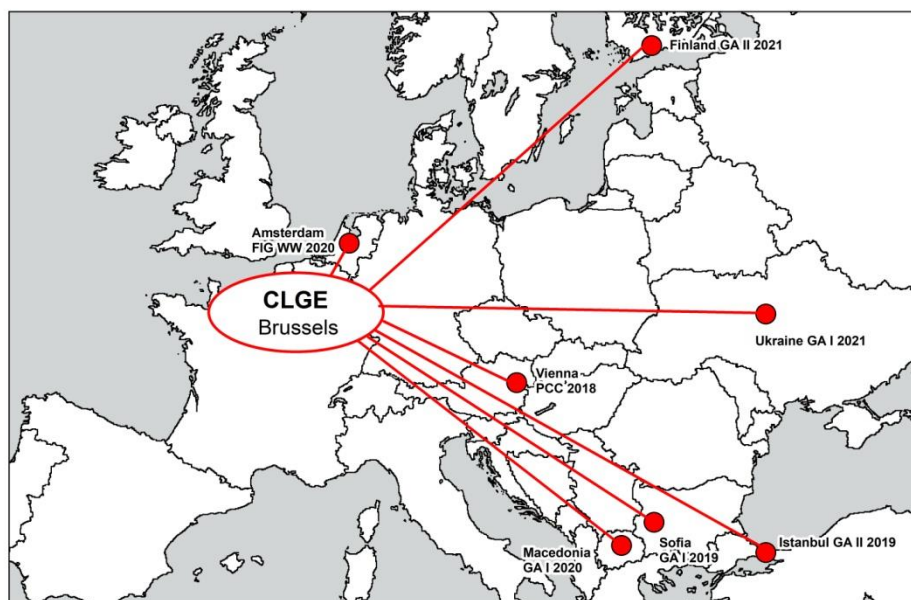 Finland GA II 2021
Amsterdam
FIG WW 2020
CLGE
Brussels
Ukraine GA I 2021
Vienna
PCC 2018
Macedonia
GA I 2020
Sofia
GA I 2019
Istanbul GA II 2019